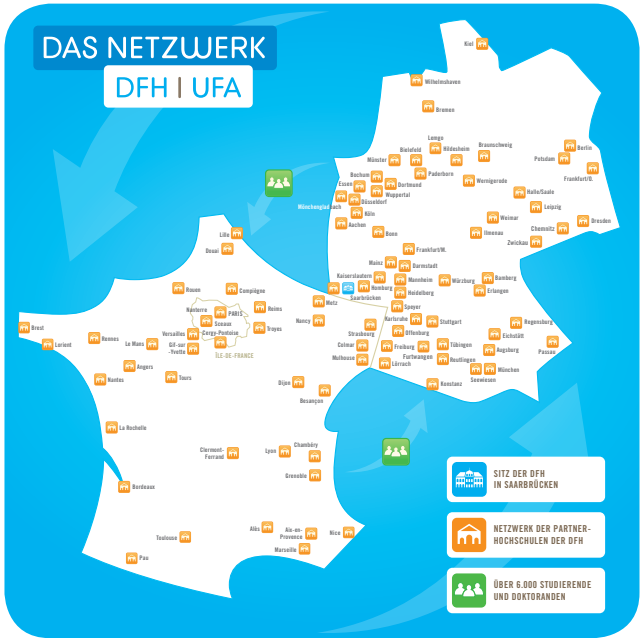 DAS NETZWERK
DFH | UFA
Kiel
Wilhelmshaven
Bremen
Lemgo
Bielefeld
Hildesheim
Braunschweig
Berlin
Potsdam
Münster
Frankfurt/O.
Bochum
Paderborn
Essen
Dortmund
Wernigerode
Wuppertal
Halle/Saale
Mönchengladbach
Düsseldorf
Leipzig
Köln
Weimar
Dresden
Aachen
Chemnitz
Bonn
Ilmenau
Zwickau
Lille
Douai
Frankfurt/M.
Mainz
Darmstadt
Kaiserslautern
Mannheim
Würzburg
Bamberg
Homburg
Heidelberg
Erlangen
Saarbrücken
Rouen
Compiègne
Metz
Speyer
Nanterre
PARIS
Reims
Nancy
Karlsruhe
Stuttgart
Regensburg
Sceaux
Strasbourg
Offenburg
Eichstätt
Brest
Versailles
Cergy-Pontoise
Troyes
Passau
Lorient
Rennes
Le Mans
Gif-sur
-Yvette
ÎLE-DE-FRANCE
Colmar
Freiburg
Tübingen
Augsburg
Mulhouse
Furtwangen
Reutlingen
Lörrach
München
Angers
Seewiesen
Nantes
Tours
Dijon
Konstanz
Besançon
La Rochelle
Clermont-
Ferrand
Lyon
Chambéry
Grenoble
Bordeaux
Alès
Aix-en-
Provence
Nice
Toulouse
Marseille
Pau
SITZ DER DFH
IN SAARBRÜCKEN
NETZWERK DER PARTNER-
HOCHSCHULEN DER DFH
ÜBER 6.000 STUDIERENDE
UND DOKTORANDEN